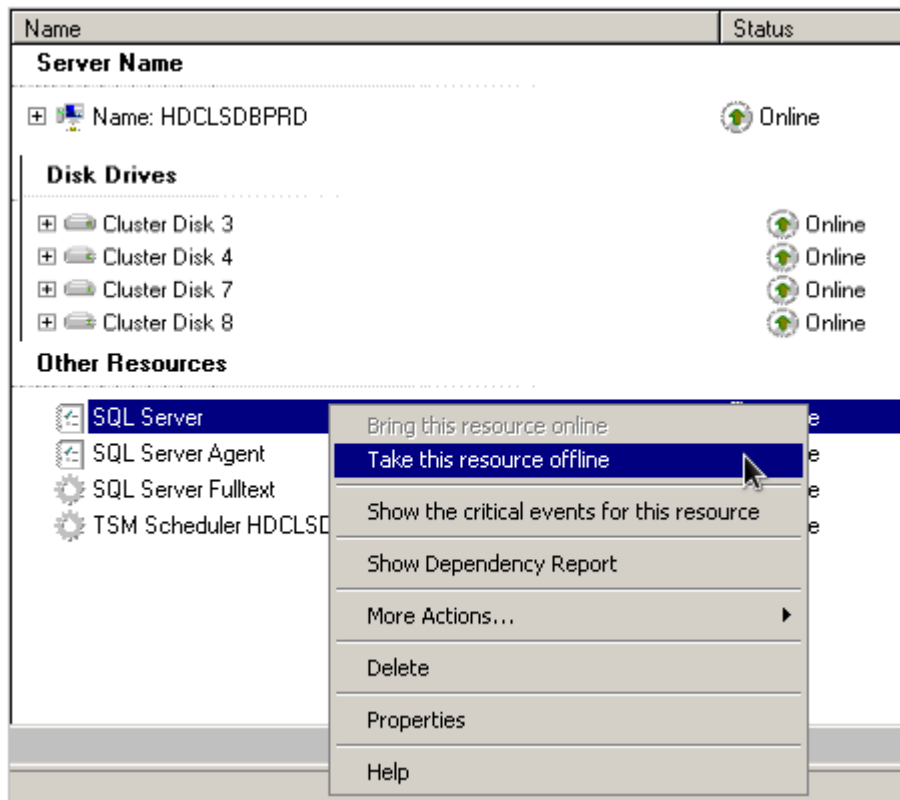 Name Status
Server Name
Name: HDCLSDBPRD Online
Disk Drives
Cluster Disk 3 Online
Cluster Disk 4 Online
Cluster Disk 7 Online
Cluster Disk 8 Online
Other Resources
SQL Server
SQL Server Agent
SQL Server Fulltext
TSM Scheduler
Bring this resource online
Take this resource offline
Show the critical events for this resource
Show Dependency Report
More Actions...
Delete
Properties
Help